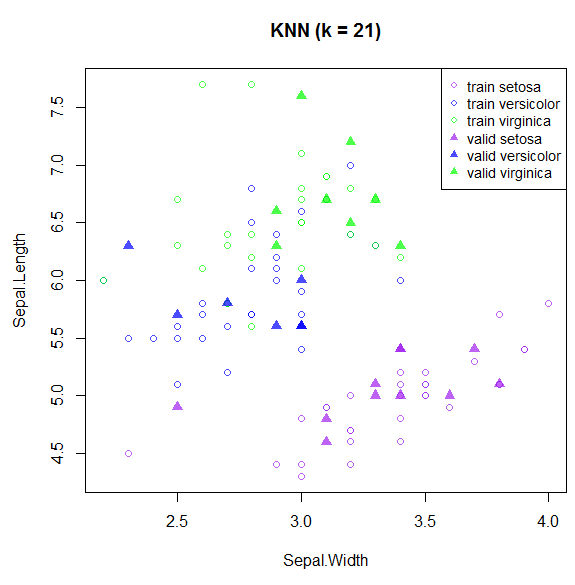 KNN (k = 21)
train setosa
train versicolor
train virginica
valid setosa
valid versicolor
valid virginica
Sepal.Length
7.5
7.0
6.5
6.0
5.5
5.0
4.5
2.5 3.0 3.5 4.0
Sepal.Width